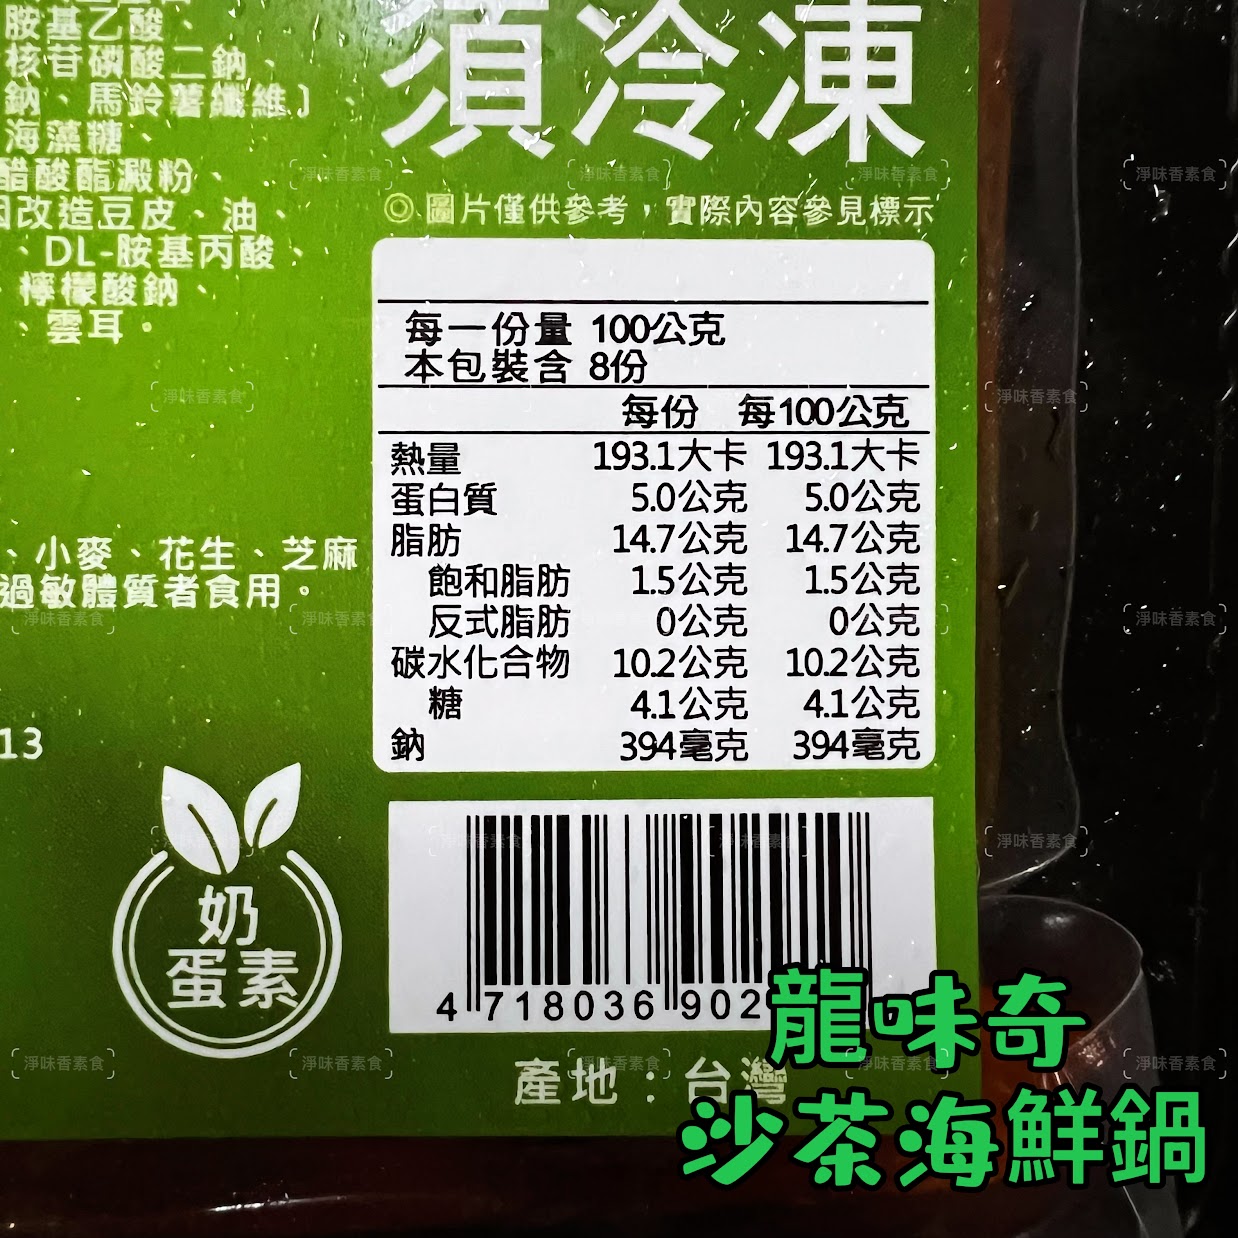 胺基乙酸、
核苷磷酸二鈉、
鈉、馬鈴薯纖維）
海藻糖、
醋酸酯澱粉、
改造豆皮、油、
、DL-胺基丙酸、
檸檬酸鈉、
、雲耳。
須冷凍
◎圖片僅供參考，實際內容參見標示
每一份量 100公克
本包裝含 8份
每份 每100公克
熱量 193.1大卡 193.1大卡
蛋白質 5.0公克 5.0公克
脂肪 14.7公克 14.7公克
飽和脂肪 1.5公克 1.5公克
反式脂肪 0公克 0公克
碳水化合物 10.2公克 10.2公克
糖 4.1公克 4.1公克
鈉 394毫克 394毫克
、小麥、花生、芝麻
過敏體質者食用。
13
奶
蛋素
4 718036 902
產地：台灣
龍味奇
沙茶海鮮鍋
淨味香素食